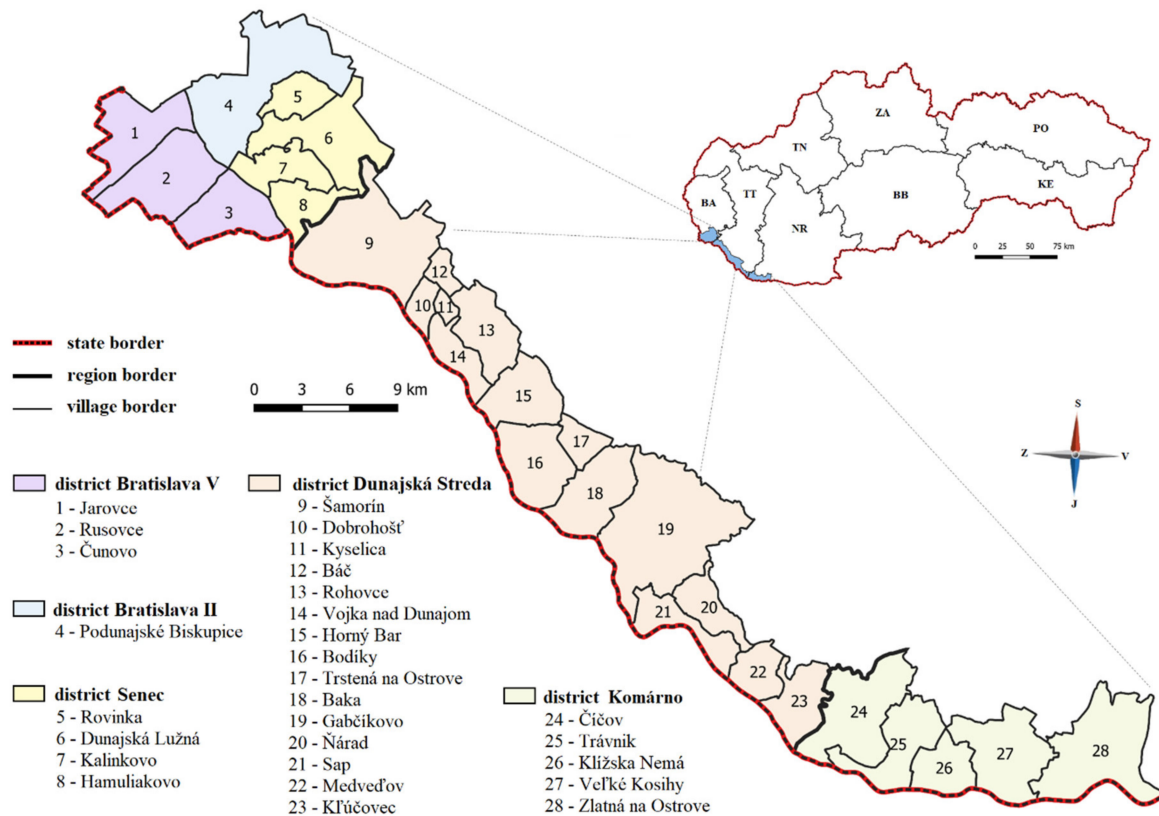 1
2
3
4
5
6
7
8
9
10
11
12
13
14
15
16
17
18
19
20
21
22
23
24
25
26
27
28
ZA
PO
TN
TT
BA
BB
KE
NR
0 25 50 75 km
state border
region border
village border
0 3 6 9 km
S
Z
V
J
district Bratislava V
1 - Jarovce
2 - Rusovce
3 - Čunovo
district Bratislava II
4 - Podunajské Biskupice
district Senec
5 - Rovinka
6 - Dunajská Lužná
7 - Kalinkovo
8 - Hamuliakovo
district Dunajská Streda
9 - Šamorín
10 - Dobrohošť
11 - Kyselica
12 - Báč
13 - Rohovce
14 - Vojka nad Dunajom
15 - Horný Bar
16 - Bodíky
17 - Trstená na Ostrove
18 - Baka
19 - Gabčíkovo
20 - Ňárad
21 - Sap
22 - Medveďov
23 - Kľúčovec
district Komárno
24 - Čičov
25 - Trávnik
26 - Klížska Nemá
27 - Veľké Kosihy
28 - Zlatná na Ostrove